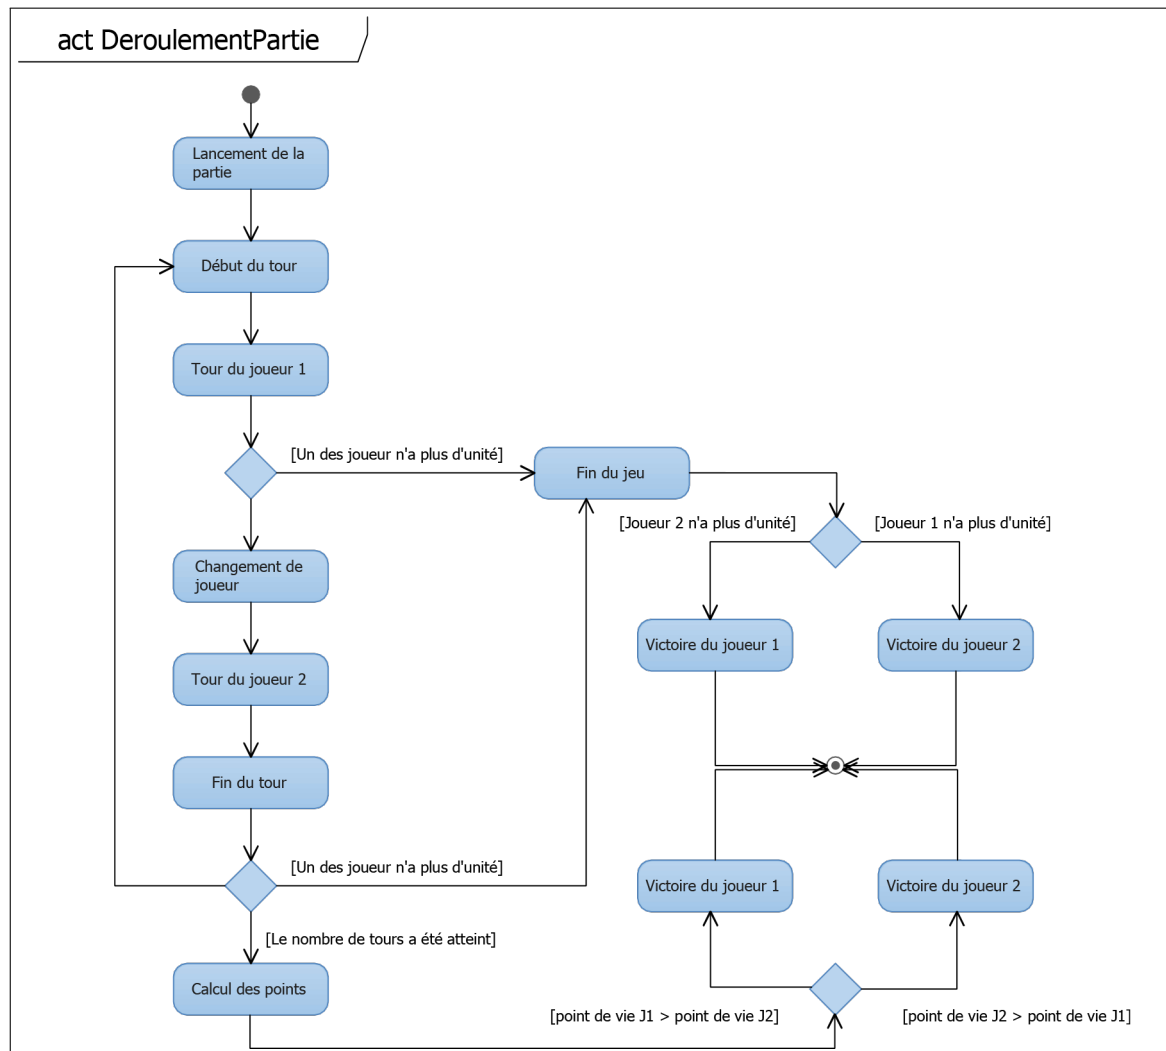 act DeroulementPartie
Lancement de la
partie
Début du tour
Tour du joueur 1
[Un des joueur n'a plus d'unité]
Fin du jeu
[Joueur 2 n'a plus d'unité]
[Joueur 1 n'a plus d'unité]
Changement de
joueur
Victoire du joueur 1
Victoire du joueur 2
Tour du joueur 2
Fin du tour
[Un des joueur n'a plus d'unité]
Victoire du joueur 1
Victoire du joueur 2
[Le nombre de tours a été atteint]
Calcul des points
[point de vie J1 > point de vie J2]
[point de vie J2 > point de vie J1]